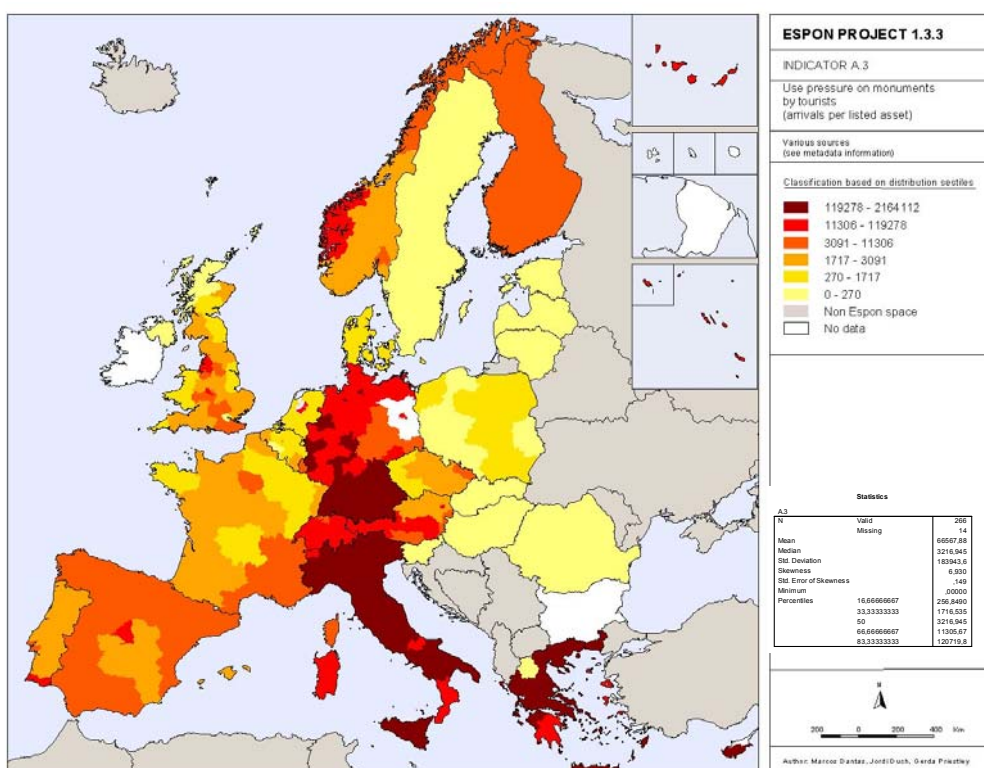 ESPON PROJECT 1.3.3
INDICATOR A.3
Use pressure on monuments
by tourists
(arrivals per listed asset)
Various sources
(see metadata information)
Classification based on distribution sestiles
119278 - 2164112
11306 - 119278
3091 - 11306
1717 - 3091
270 - 1717
0 - 270
Non Espon space
No data
Statistics
A.3
N Valid 266
Missing 14
Mean 66567,88
Median 3216,945
Std. Deviation 183943,6
Skewness 6,930
Std. Error of Skewness ,149
Minimum ,00000
Percentiles 16,66666667 256,8490
33,33333333 1716,535
50 3216,945
66,66666667 11305,67
83,33333333 120719,8
N
200 0 200 400 Km
Author: Marcos Dantas, Jordi Duch, Gerda Priestley